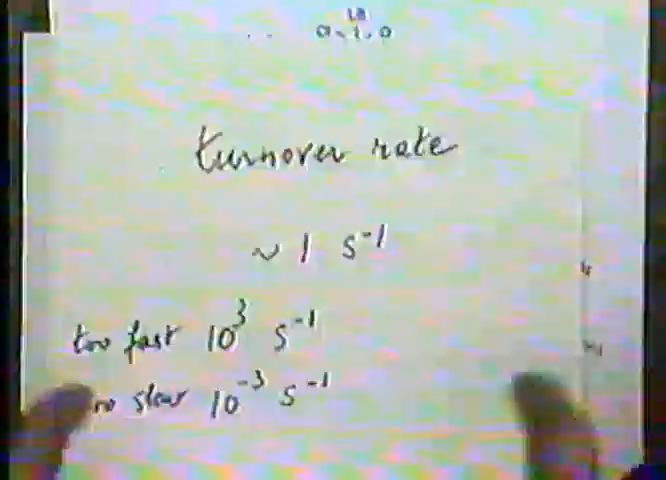 turnover rate
~ 1 s⁻¹
too fast 10³ s⁻¹
slow 10⁻³ s⁻¹